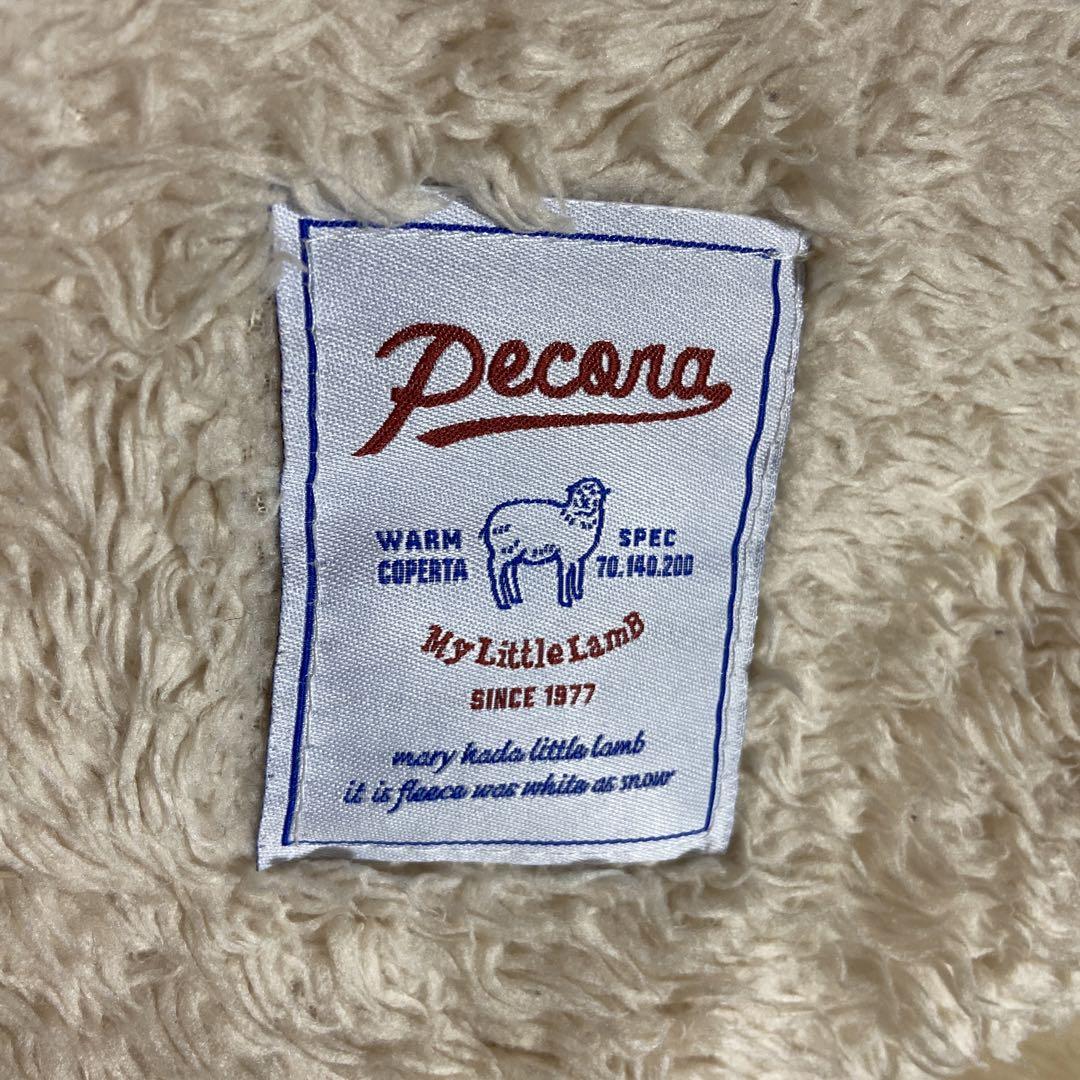 Pecora
WARM COPERTA
SPEC 70.140.200
My Little LamB
SINCE 1977
mary hada little lamb
it is fleece was white as snow